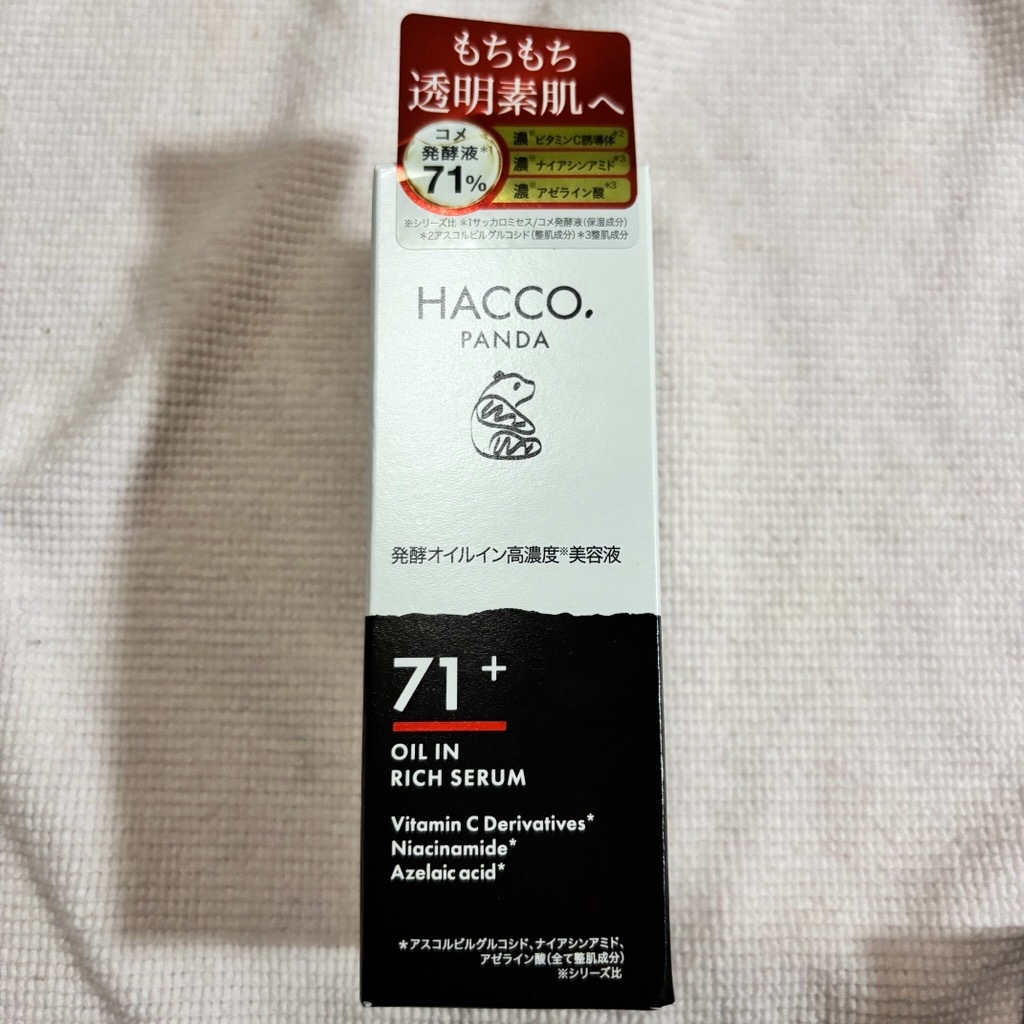 もちもち
透明素肌へ
コメ
発酵液*1
71%
濃※ビタミンC誘導体*2
濃※ナイアシンアミド*3
濃※アゼライン酸*3
※シリーズ比 *1サッカロミセス/コメ発酵液(保湿成分)
*2アスコルビルグルコシド(整肌成分)*3整肌成分
HACCO.
PANDA
発酵オイルイン高濃度※美容液
71+
OIL IN
RICH SERUM
Vitamin C Derivatives*
Niacinamide*
Azelaic acid*
*アスコルビルグルコシド、ナイアシンアミド、
アゼライン酸(全て整肌成分)
※シリーズ比